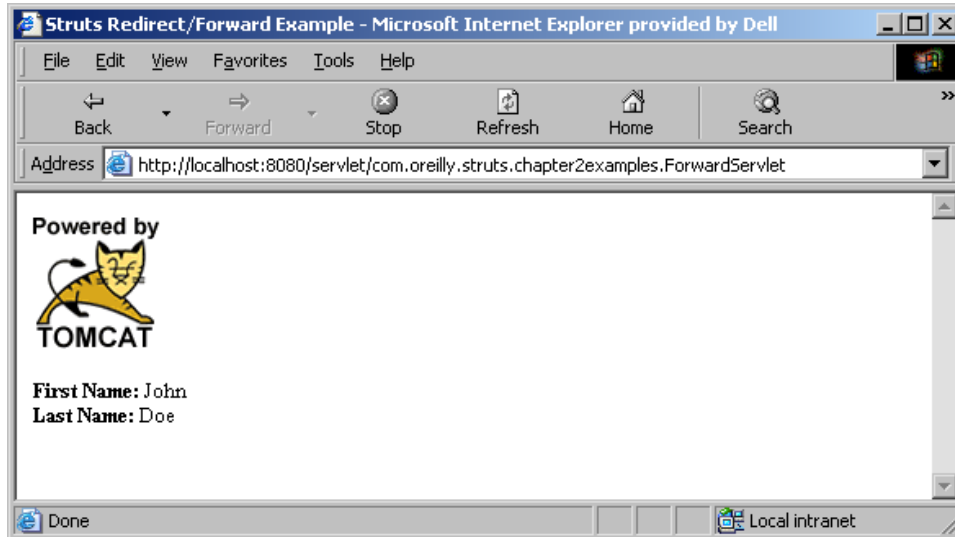 Struts Redirect/Forward Example - Microsoft Internet Explorer provided by Dell
File Edit View Favorites Tools Help
Back Forward Stop Refresh Home Search »
Address http://localhost:8080/servlet/com.oreilly.struts.chapter2examples.ForwardServlet
Powered by
TOMCAT
First Name: John
Last Name: Doe
Done Local intranet